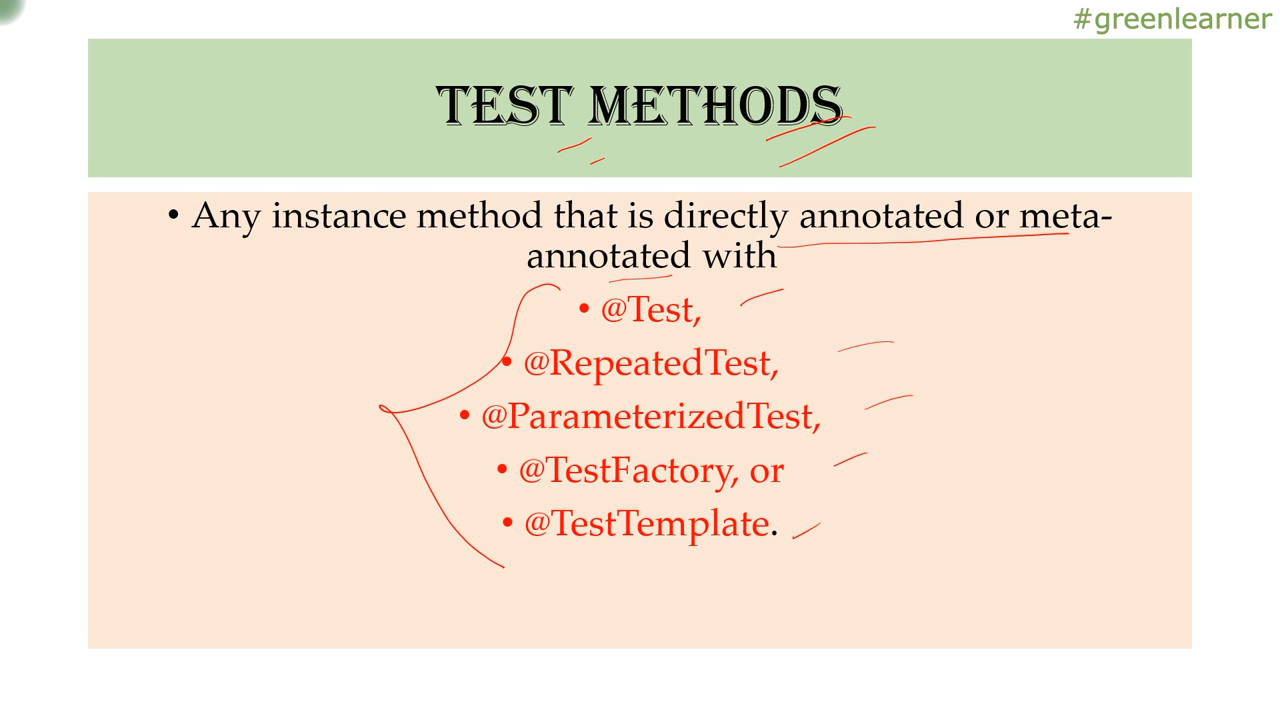 #greenlearner
TEST METHODS
• Any instance method that is directly annotated or meta-
annotated with
• @Test,
• @RepeatedTest,
• @ParameterizedTest,
• @TestFactory, or
• @TestTemplate.